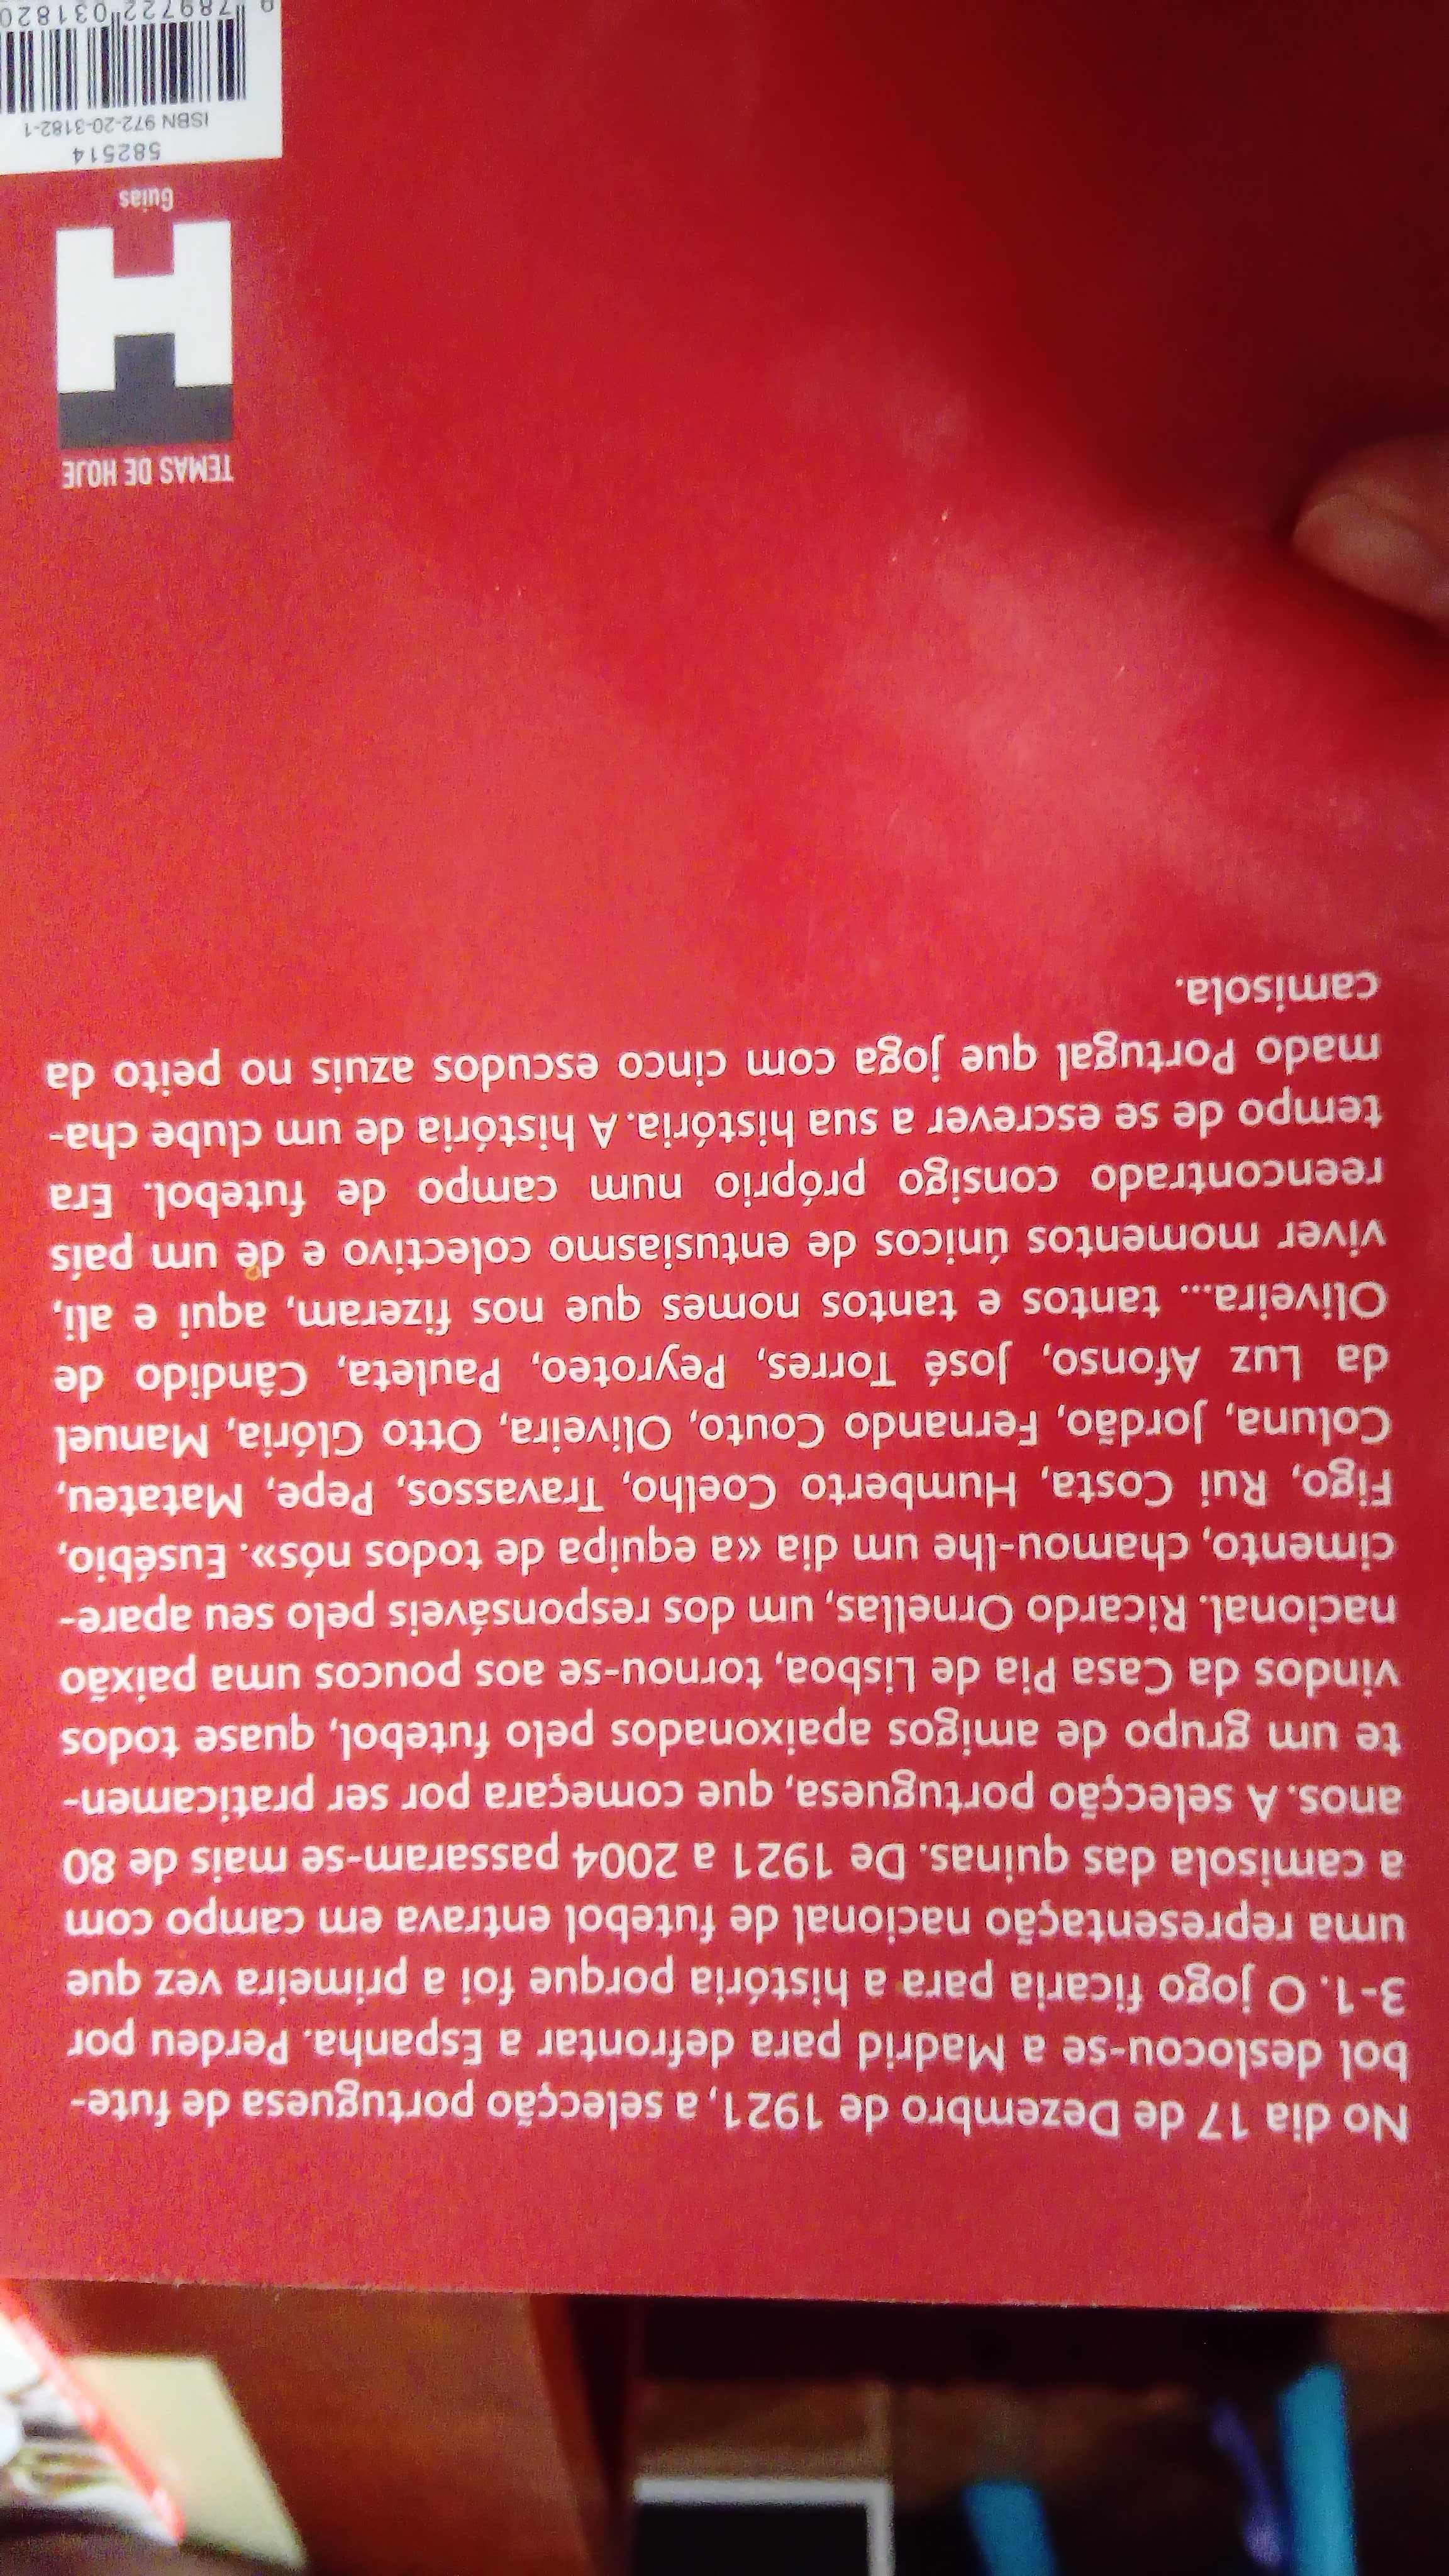 No dia 17 de Dezembro de 1921, a selecção portuguesa de fute-
bol deslocou-se a Madrid para defrontar a Espanha. Perdeu por
3-1. O jogo ficaria para a história porque foi a primeira vez que
uma representação nacional de futebol entrava em campo com
a camisola das quinas. De 1921 a 2004 passaram-se mais de 80
anos. A selecção portuguesa, que começara por ser praticamen-
te um grupo de amigos apaixonados pelo futebol, quase todos
vindos da Casa Pia de Lisboa, tornou-se aos poucos uma paixão
nacional. Ricardo Ornellas, um dos responsáveis pelo seu apare-
cimento, chamou-lhe um dia «a equipa de todos nós». Eusébio,
Figo, Rui Costa, Humberto Coelho, Travassos, Pepe, Matateu,
Coluna, Jordão, Fernando Couto, Oliveira, Otto Glória, Manuel
da Luz Afonso, José Torres, Peyroteo, Pauleta, Cândido de
Oliveira... tantos e tantos nomes que nos fizeram, aqui e ali,
viver momentos únicos de entusiasmo colectivo e de um país
reencontrado consigo próprio num campo de futebol. Era
tempo de se escrever a sua história. A história de um clube cha-
mado Portugal que joga com cinco escudos azuis no peito da
camisola.
TEMAS DE HOJE
H
Guias
582514
ISBN 972-20-3182-1
9 789722 031820